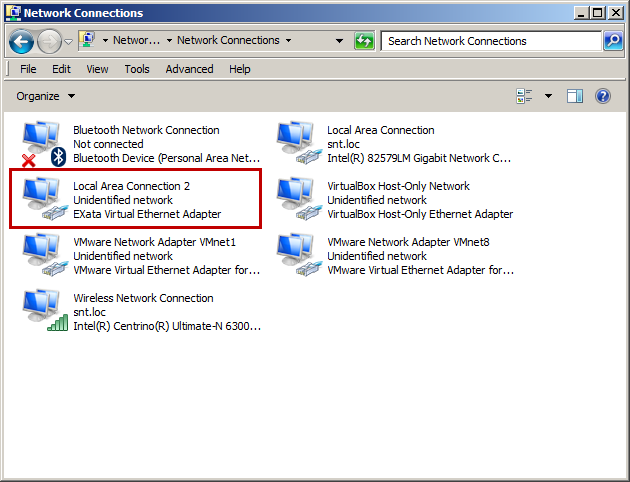 Network Connections
Networ... Network Connections
Search Network Connections
File Edit View Tools Advanced Help
Organize
Bluetooth Network Connection
Not connected
Bluetooth Device (Personal Area Net...
Local Area Connection
snt.loc
Intel(R) 82579LM Gigabit Network C...
Local Area Connection 2
Unidentified network
EXata Virtual Ethernet Adapter
VirtualBox Host-Only Network
Unidentified network
VirtualBox Host-Only Ethernet Adapter
VMware Network Adapter VMnet1
Unidentified network
VMware Virtual Ethernet Adapter for...
VMware Network Adapter VMnet8
Unidentified network
VMware Virtual Ethernet Adapter for...
Wireless Network Connection
snt.loc
Intel(R) Centrino(R) Ultimate-N 6300...